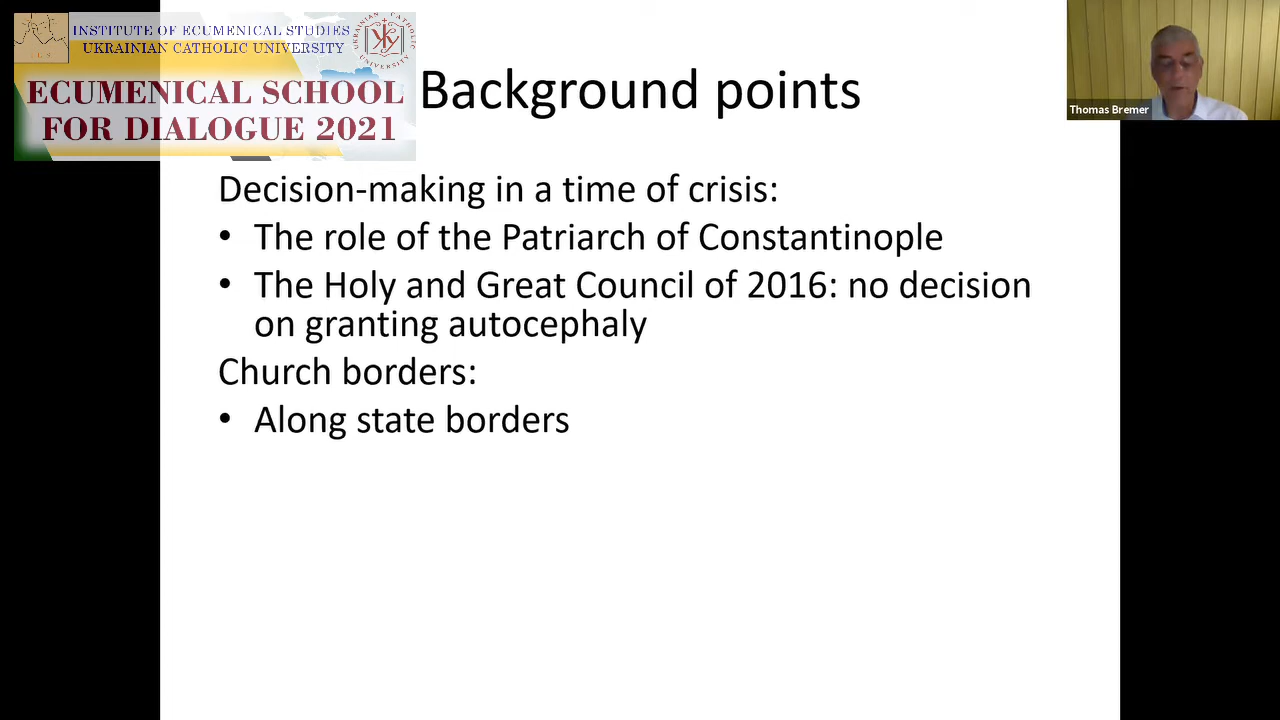 INSTITUTE OF ECUMENICAL STUDIES
UKRAINIAN CATHOLIC UNIVERSITY
ECUMENICAL SCHOOL
FOR DIALOGUE 2021
Background points
Thomas Bremer
Decision-making in a time of crisis:
• The role of the Patriarch of Constantinople
• The Holy and Great Council of 2016: no decision
on granting autocephaly
Church borders:
• Along state borders